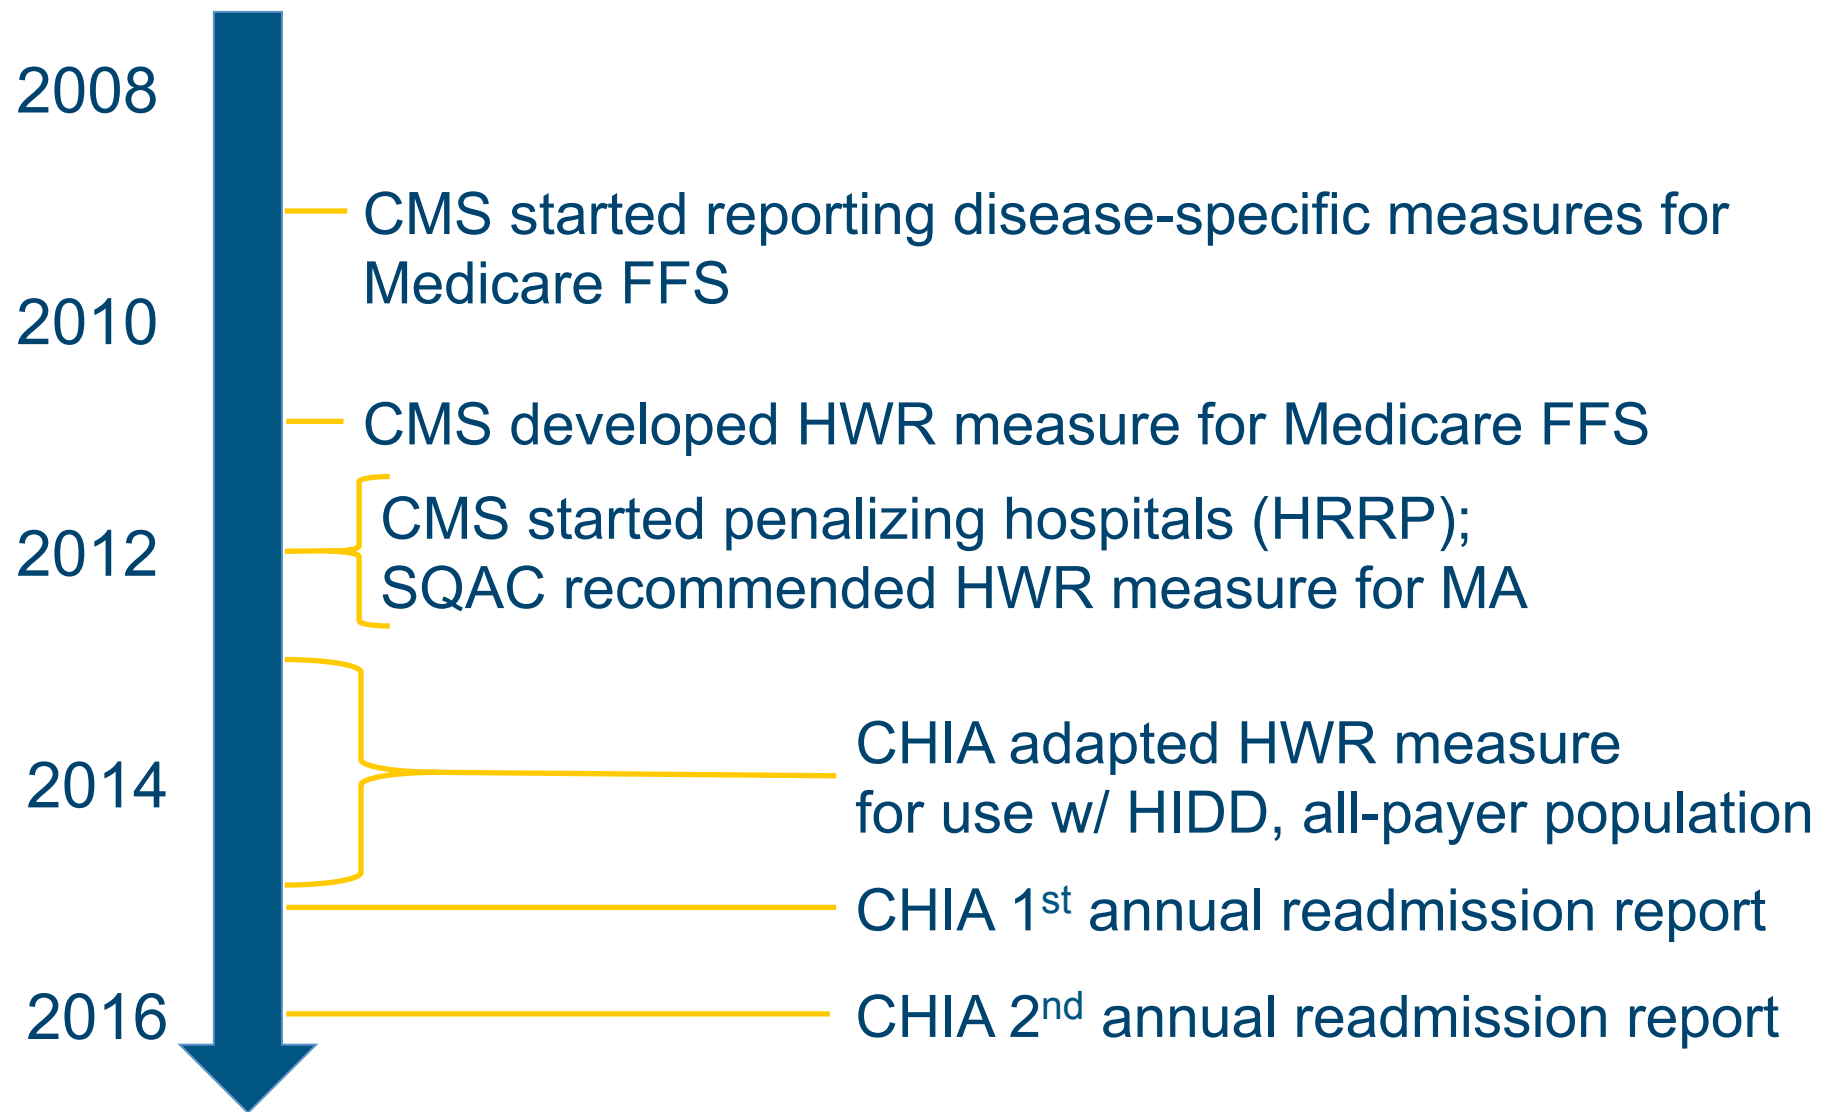 2008
CMS started reporting disease-specific measures for
Medicare FFS
2010
CMS developed HWR measure for Medicare FFS
CMS started penalizing hospitals (HRRP);
2012
SQAC recommended HWR measure for MA
CHIA adapted HWR measure
2014
for use w/ HIDD, all-payer population
CHIA 1st annual readmission report
2016
CHIA 2nd annual readmission report